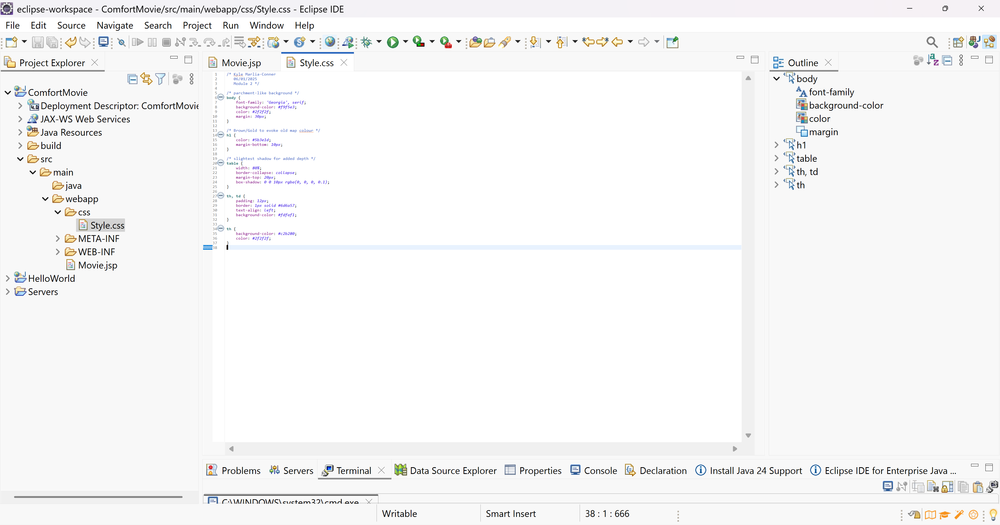 eclipse-workspace - ComfortMovie/src/main/webapp/css/Style.css - Eclipse IDE
File Edit Source Navigate Search Project Run Window Help
Project Explorer
ComfortMovie
4.0 Deployment Descriptor: ComfortMovie
JAX-WS Web Services
Java Resources
build
src
main
java
webapp
css
Style.css
META-INF
WEB-INF
Movie.jsp
HelloWorld
Servers
Movie.jsp Style.css
1 /* Kyle Marlia-Conner
2 06/01/2025
3 Module 2 */
4
5 /* parchment-like background */
6 body {
7 font-family: 'Georgia', serif;
8 background-color: #f9f5e3;
9 color: #2f2f2f;
10 margin: 30px;
11 }
12
13 /* Brown/Gold to evoke old map colour */
14 h1 {
15 color: #5b3e1d;
16 margin-bottom: 10px;
17 }
18
19 /* slightest shadow for added depth */
20 table {
21 width: 80%;
22 border-collapse: collapse;
23 margin-top: 20px;
24 box-shadow: 0 0 10px rgba(0, 0, 0, 0.1);
25 }
26
27 th, td {
28 padding: 12px;
29 border: 1px solid #6d6a57;
30 text-align: left;
31 background-color: #fdfaf1;
32 }
33
34 th {
35 background-color: #c2b280;
36 color: #2f2f2f;
37 }
38
Outline
body
font-family
background-color
color
margin
h1
table
th, td
th
Problems Servers Terminal Data Source Explorer Properties Console Declaration Install Java 24 Support Eclipse IDE for Enterprise Java ...
C:\WINDOWS\system32\cmd.exe
Writable Smart Insert 38 : 1 : 666